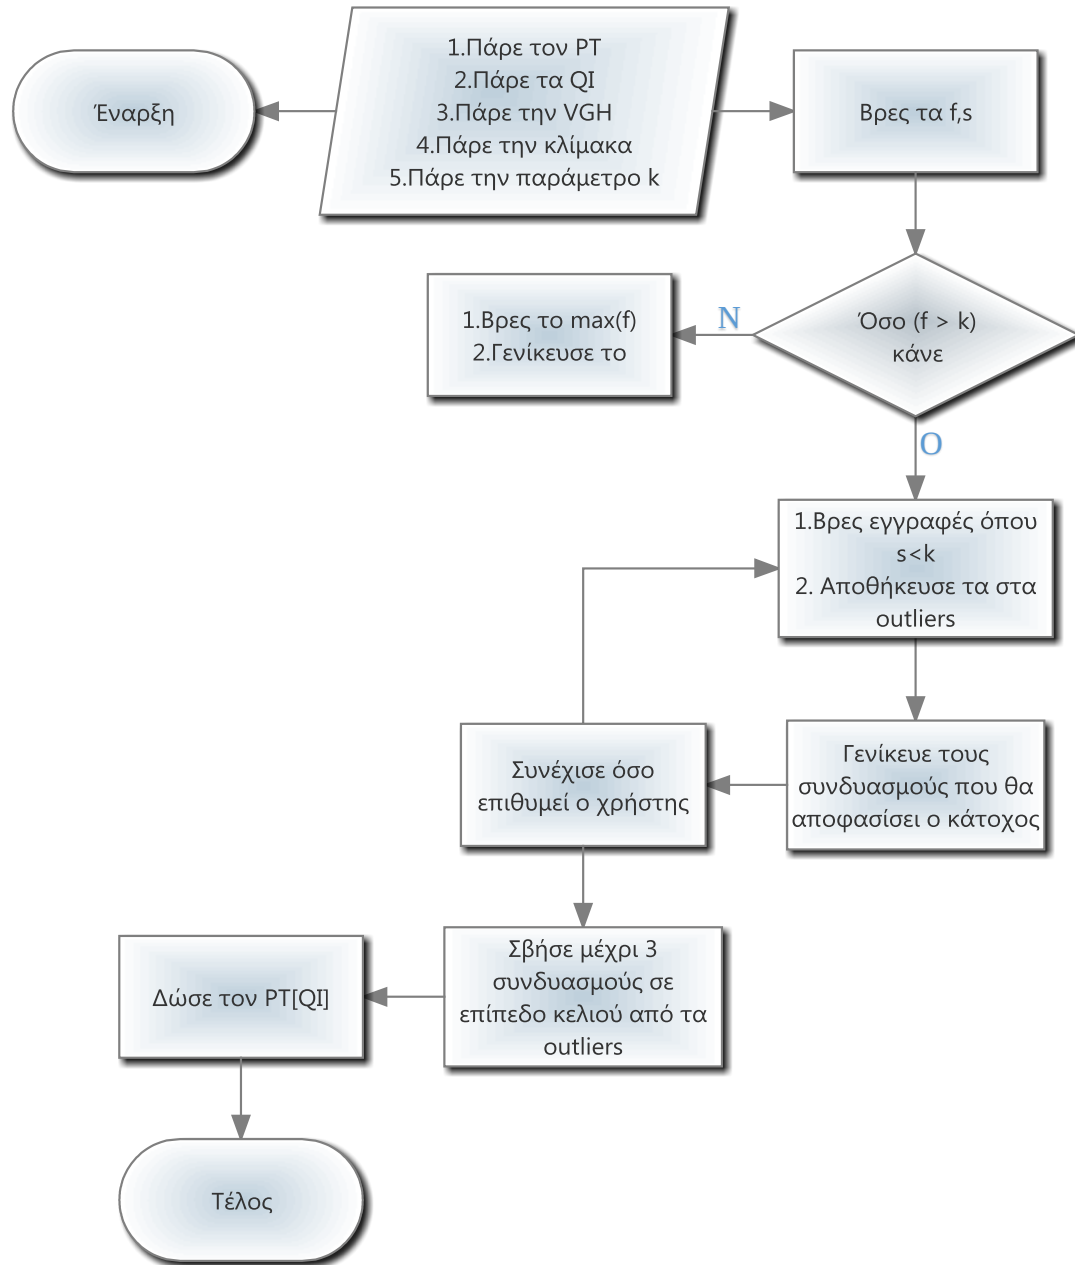 Έναρξη
1.Πάρε τον PT
2.Πάρε τα QI
3.Πάρε την VGH
4.Πάρε την κλίμακα
5.Πάρε την παράμετρο k
Βρες τα f,s
Όσο (f > k)
κάνε
N
1.Βρες το max(f)
2.Γενίκευσε το
O
1.Βρες εγγραφές όπου
s<k
2. Αποθήκευσε τα στα
outliers
Γενίκευε τους
συνδυασμούς που θα
αποφασίσει ο κάτοχος
Συνέχισε όσο
επιθυμεί ο χρήστης
Σβήσε μέχρι 3
συνδυασμούς σε
επίπεδο κελιού από τα
outliers
Δώσε τον PT[QI]
Τέλος